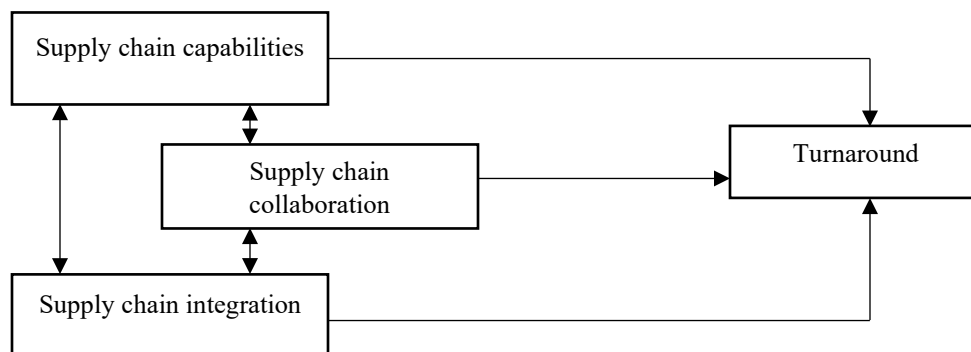 Supply chain capabilities
Turnaround
Supply chain
collaboration
Supply chain integration